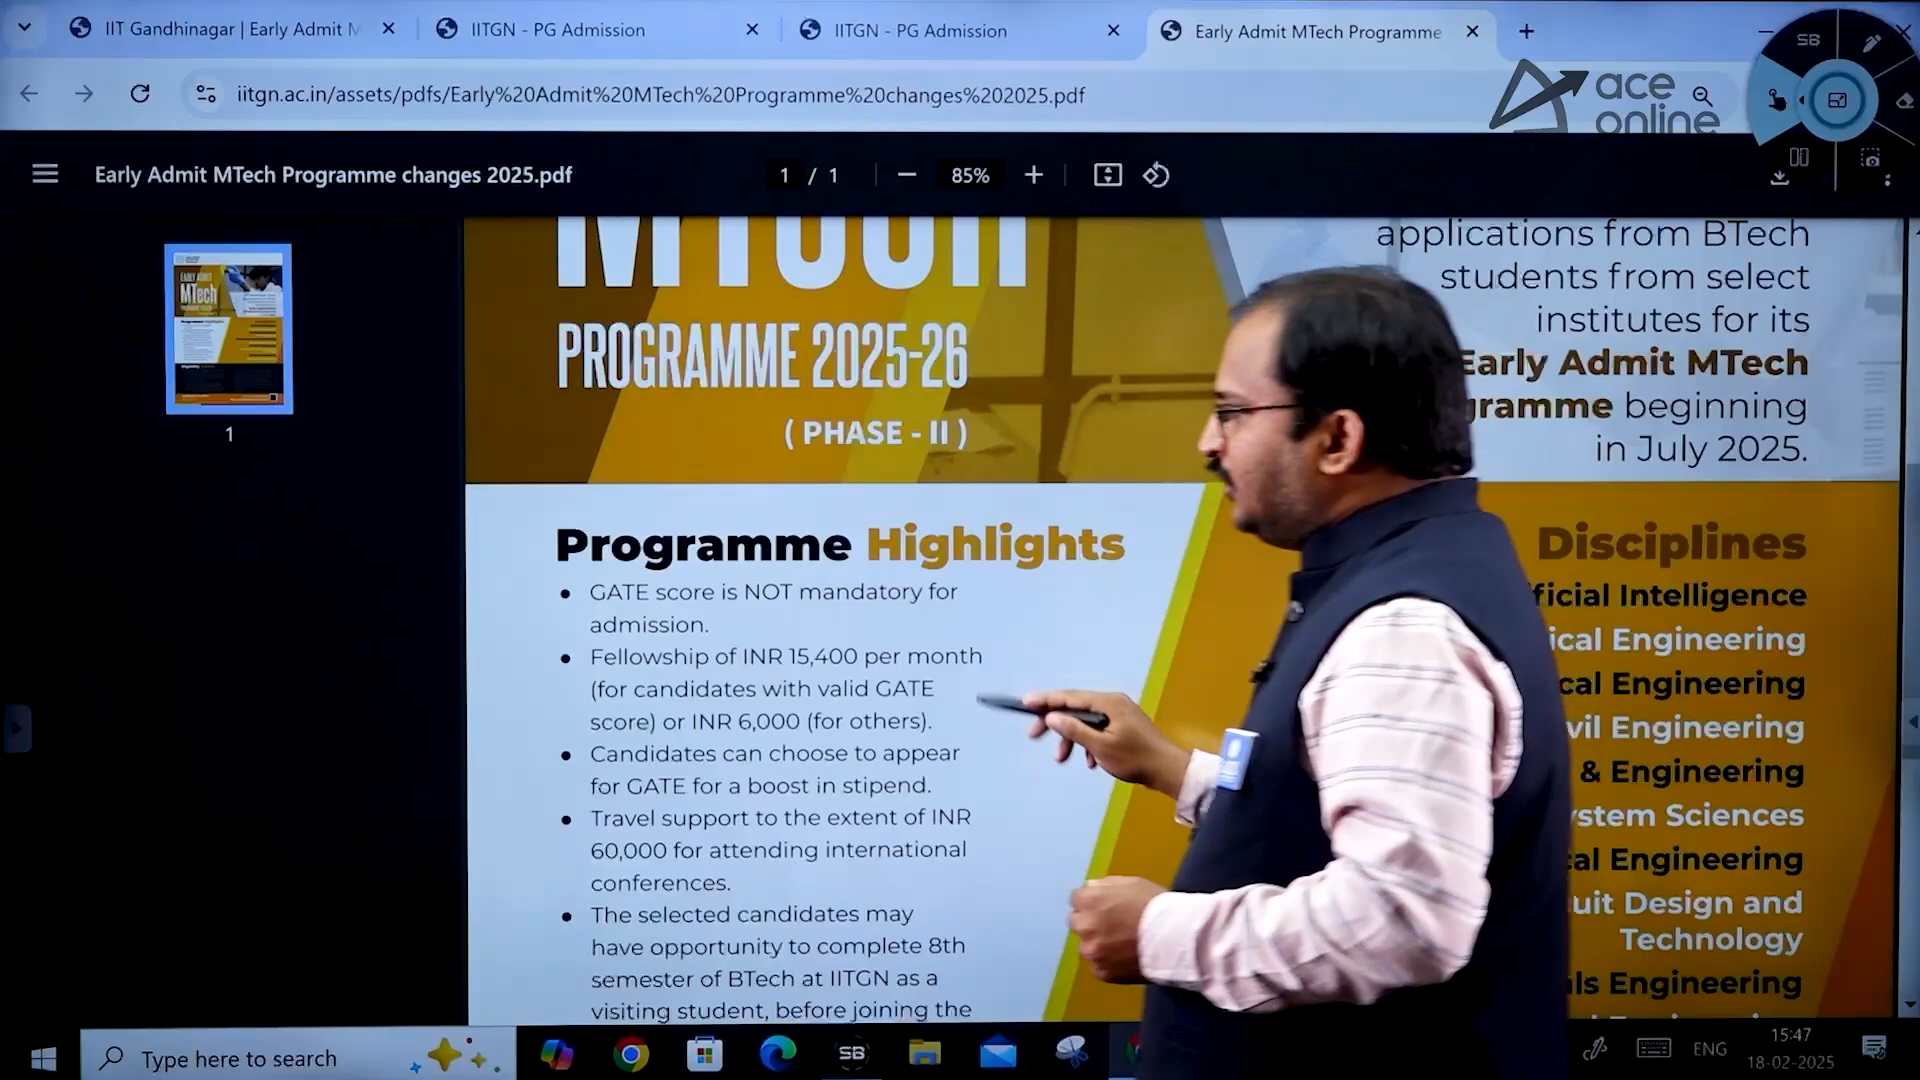 IIT Gandhinagar | Early Admit M
IITGN - PG Admission
IITGN - PG Admission
Early Admit MTech Programme
SB
iitgn.ac.in/assets/pdfs/Early%20Admit%20MTech%20Programme%20changes%202025.pdf
ace
online
Early Admit MTech Programme changes 2025.pdf
1 / 1
85%
EARLY ADMIT
MTech
1
MTech
PROGRAMME 2025-26
( PHASE - II )
applications from BTech
students from select
institutes for its
Early Admit MTech
gramme beginning
in July 2025.
Programme Highlights
• GATE score is NOT mandatory for
admission.
• Fellowship of INR 15,400 per month
(for candidates with valid GATE
score) or INR 6,000 (for others).
• Candidates can choose to appear
for GATE for a boost in stipend.
• Travel support to the extent of INR
60,000 for attending international
conferences.
• The selected candidates may
have opportunity to complete 8th
semester of BTech at IITGN as a
visiting student, before joining the
Disciplines
ficial Intelligence
ical Engineering
cal Engineering
vil Engineering
& Engineering
ystem Sciences
cal Engineering
uit Design and
Technology
ls Engineering
Type here to search
SB
ENG
15:47
18-02-2025